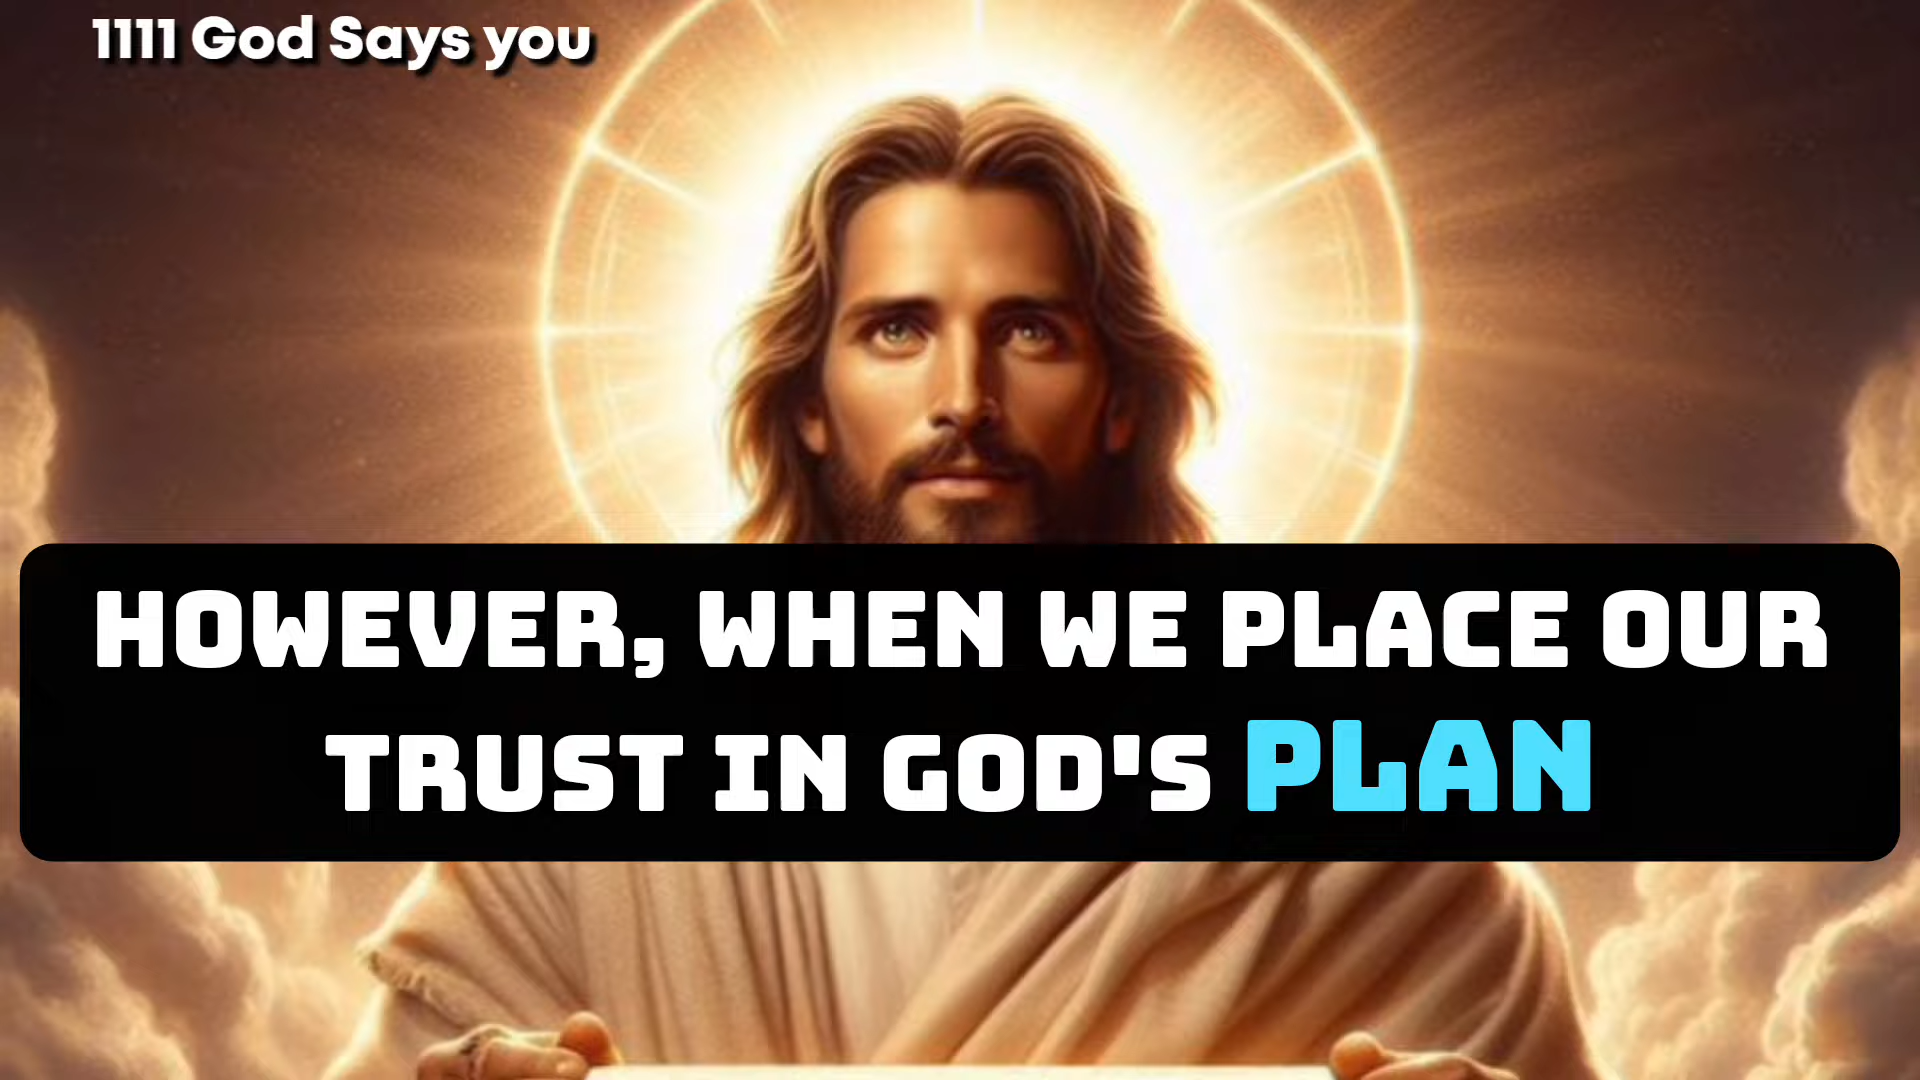 1111 God Says you
HOWEVER, WHEN WE PLACE OUR
TRUST IN GOD'S PLAN